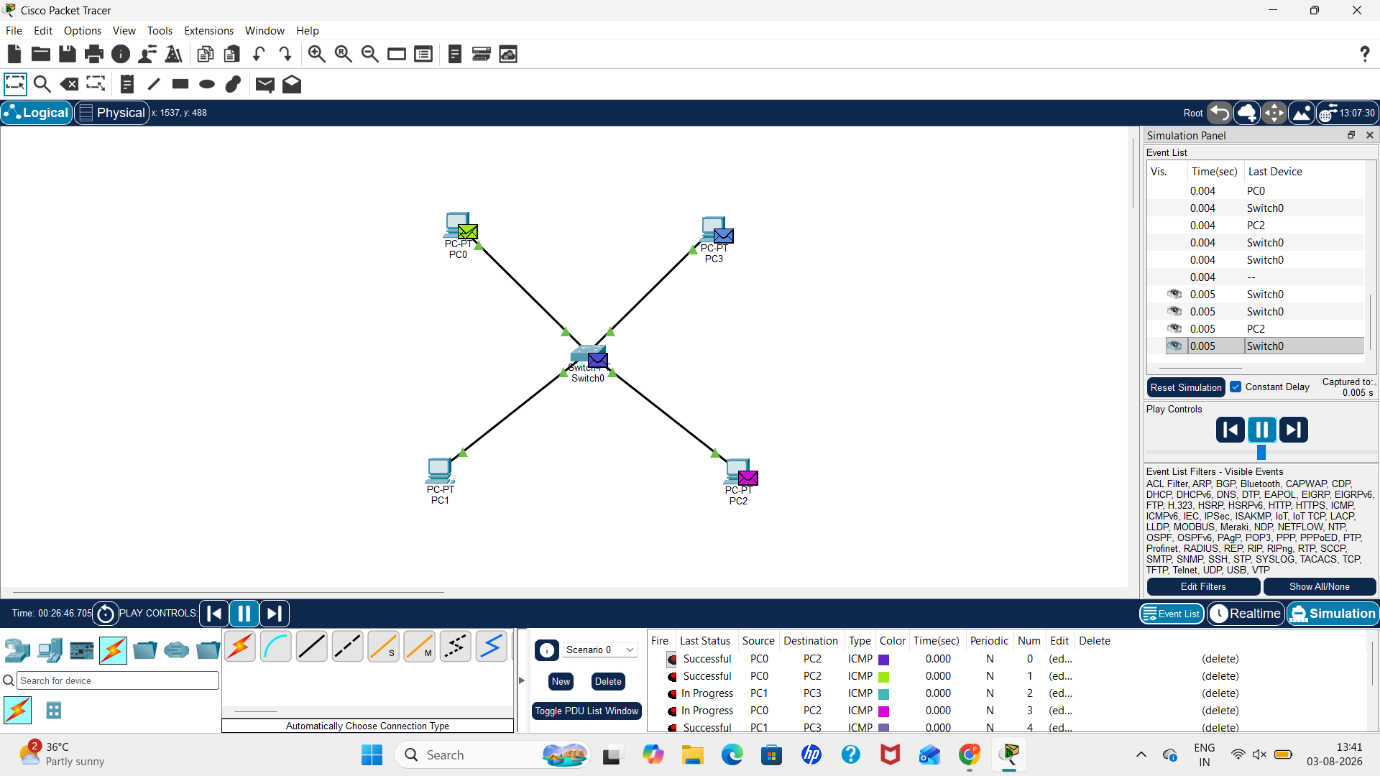 Cisco Packet Tracer
File Edit Options View Tools Extensions Window Help
Logical Physical x: 1537, y: 488 Root 13:07:30
PC-PT
PC0
PC-PT
PC3
Switch0
PC-PT
PC1
PC-PT
PC2
Simulation Panel
Event List
Vis. Time(sec) Last Device
0.004 PC0
0.004 Switch0
0.004 PC2
0.004 Switch0
0.004 Switch0
0.004 --
0.005 Switch0
0.005 Switch0
0.005 PC2
0.005 Switch0
Reset Simulation Constant Delay Captured to:
0.005 s
Play Controls
Event List Filters - Visible Events
ACL Filter, ARP, BGP, Bluetooth, CAPWAP, CDP,
DHCP, DHCPv6, DNS, DTP, EAPOL, EIGRP, EIGRPv6,
FTP, H.323, HSRP, HSRPv6, HTTP, HTTPS, ICMP,
ICMPv6, IEC, IPSec, ISAKMP, IoT, IoT TCP, LACP,
LLDP, MODBUS, Meraki, NDP, NETFLOW, NTP,
OSPF, OSPFv6, PAgP, POP3, PPP, PPPoED, PTP,
Profinet, RADIUS, REP, RIP, RIPng, RTP, SCCP,
SMTP, SNMP, SSH, STP, SYSLOG, TACACS, TCP,
TFTP, Telnet, UDP, USB, VTP
Edit Filters Show All/None
Time: 00:26:46.705 PLAY CONTROLS: Event List Realtime Simulation
Search for device
S M
Automatically Choose Connection Type
Scenario 0
New Delete
Toggle PDU List Window
Fire Last Status Source Destination Type Color Time(sec) Periodic Num Edit Delete
Successful PC0 PC2 ICMP 0.000 N 0 (ed... (delete)
Successful PC0 PC2 ICMP 0.000 N 1 (ed... (delete)
In Progress PC1 PC3 ICMP 0.000 N 2 (ed... (delete)
In Progress PC0 PC2 ICMP 0.000 N 3 (ed... (delete)
Successful PC1 PC3 ICMP 0.000 N 4 (ed... (delete)
2
36°C
Partly sunny
Search
hp
ENG
IN
13:41
03-08-2026